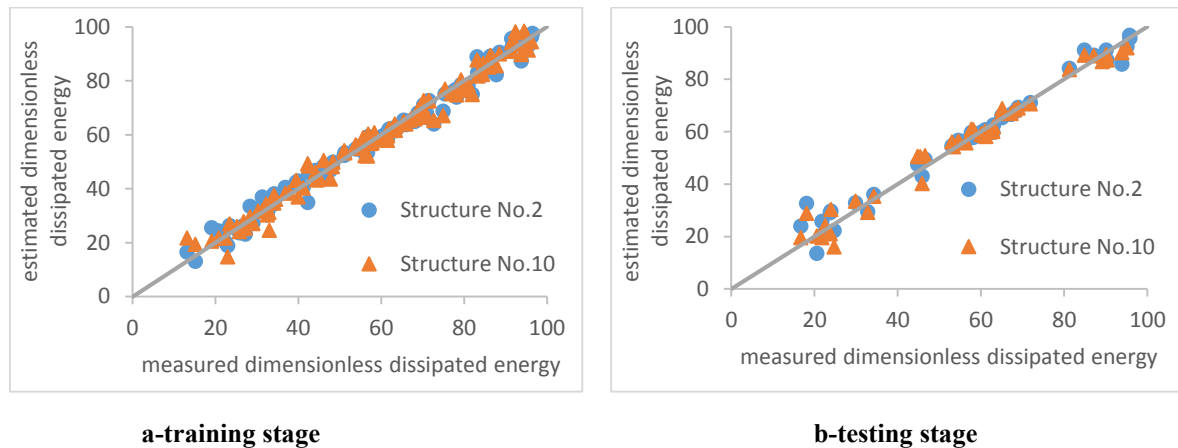 estimated dimensionless
dissipated energy
100
80
60
40
20
0
Structure No.2
Structure No.10
0 20 40 60 80 100
measured dimensionless dissipated energy
a-training stage
estimated dimensionless
dissipated energy
100
80
60
40
20
0
Structure No.2
Structure No.10
0 20 40 60 80 100
measured dimensionless dissipated energy
b-testing stage